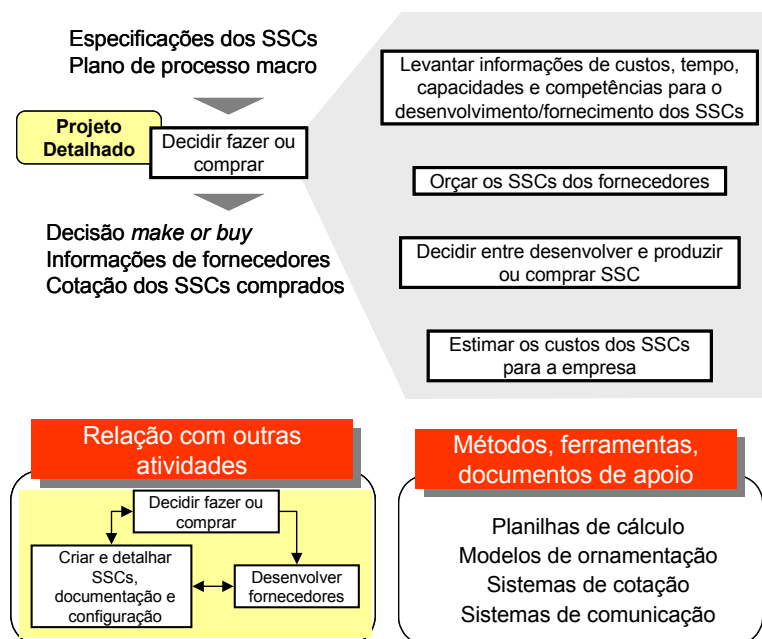 Especificações dos SSCs
Plano de processo macro
Projeto
Detalhado
Decidir fazer ou
comprar
Decisão make or buy
Informações de fornecedores
Cotação dos SSCs comprados
Levantar informações de custos, tempo,
capacidades e competências para o
desenvolvimento/fornecimento dos SSCs
Orçar os SSCs dos fornecedores
Decidir entre desenvolver e produzir
ou comprar SSC
Estimar os custos dos SSCs
para a empresa
Relação com outras
atividades
Decidir fazer ou
comprar
Criar e detalhar
SSCs,
documentação e
configuração
Desenvolver
fornecedores
Métodos, ferramentas,
documentos de apoio
Planilhas de cálculo
Modelos de ornamentação
Sistemas de cotação
Sistemas de comunicação